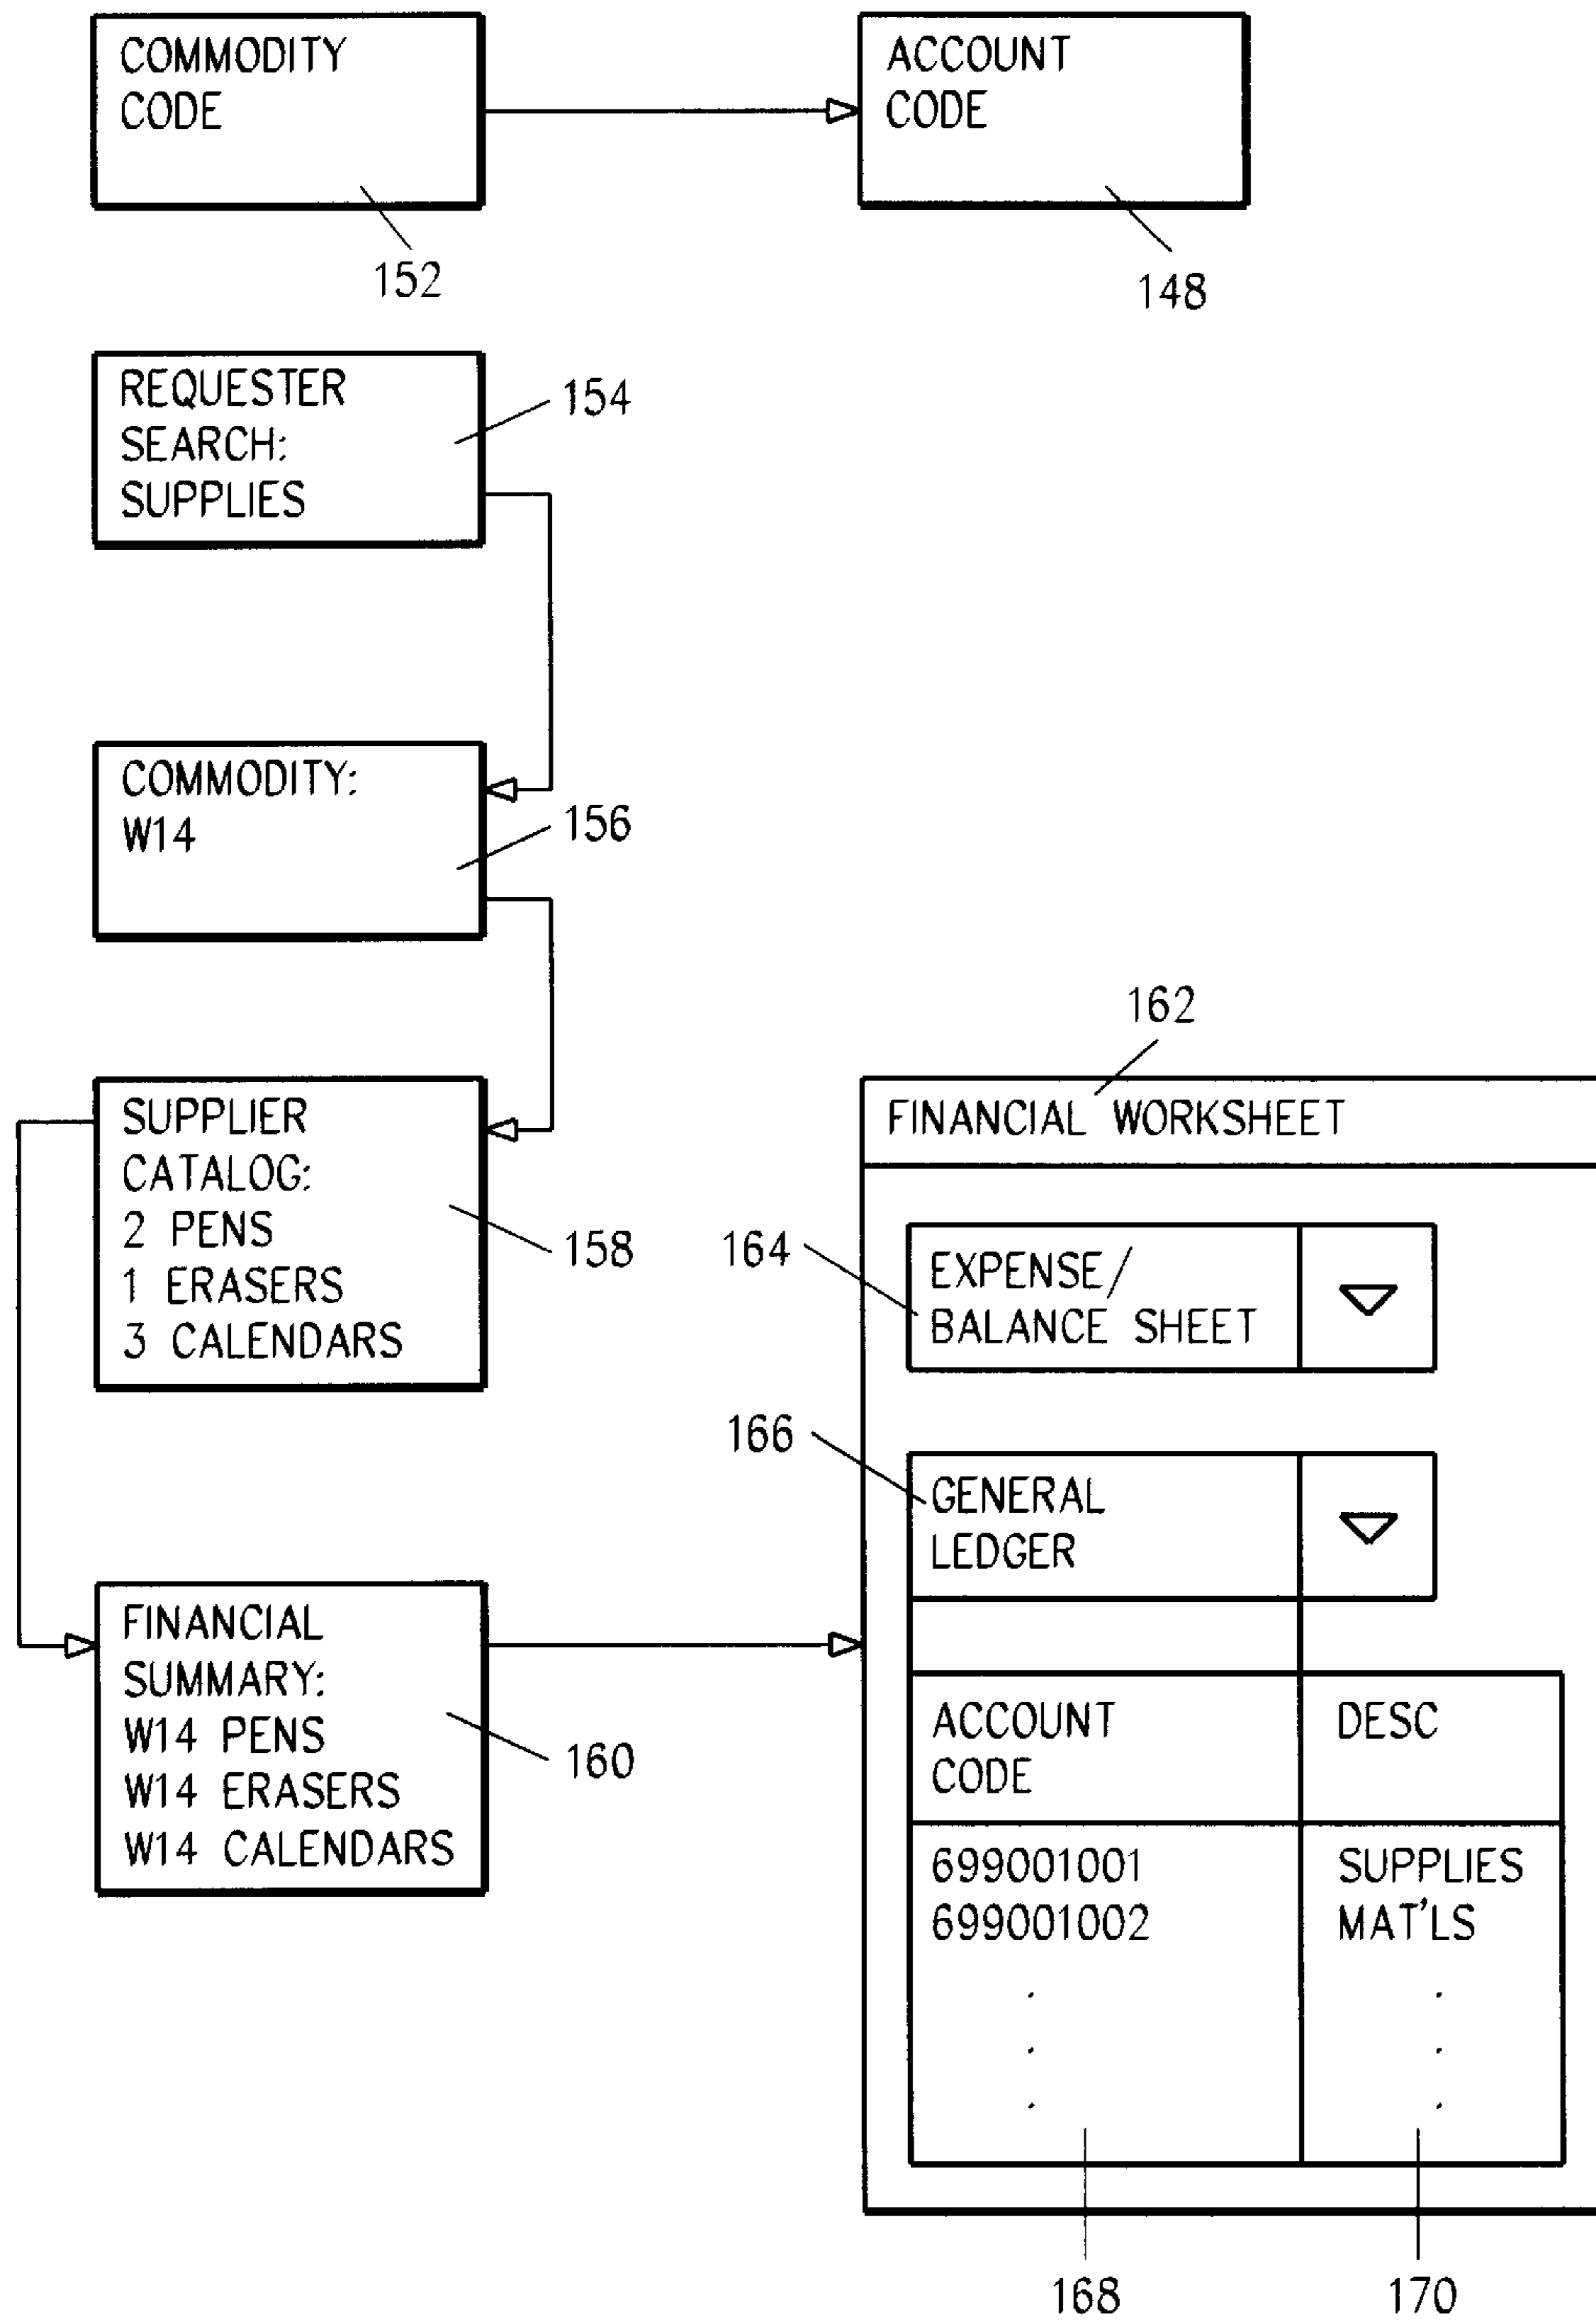 COMMODITY
CODE
152
ACCOUNT
CODE
148
REQUESTER
SEARCH:
SUPPLIES
154
COMMODITY:
W14
156
SUPPLIER
CATALOG:
2 PENS
1 ERASERS
3 CALENDARS
158
FINANCIAL
SUMMARY:
W14 PENS
W14 ERASERS
W14 CALENDARS
160
162
FINANCIAL WORKSHEET
164
EXPENSE/
BALANCE SHEET
166
GENERAL
LEDGER
ACCOUNT
CODE
DESC
699001001 SUPPLIES
699001002 MAT'LS
. .
. .
. .
168 170